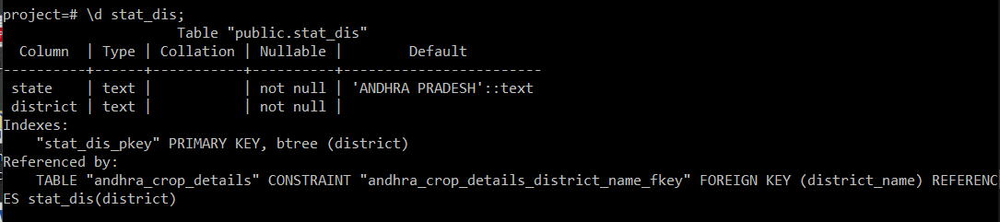 project=# \d stat_dis;
                    Table "public.stat_dis"
  Column  | Type | Collation | Nullable |        Default
----------+------+-----------+----------+------------------------
 state    | text |           | not null | 'ANDHRA PRADESH'::text
 district | text |           | not null |
Indexes:
    "stat_dis_pkey" PRIMARY KEY, btree (district)
Referenced by:
    TABLE "andhra_crop_details" CONSTRAINT "andhra_crop_details_district_name_fkey" FOREIGN KEY (district_name) REFERENC
ES stat_dis(district)